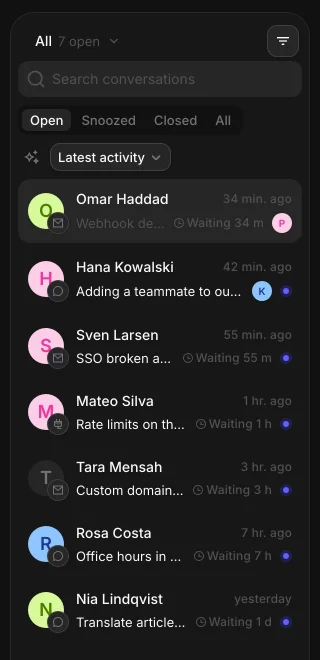 All 7 open
Search conversations
Open Snoozed Closed All
Latest activity
O Omar Haddad 34 min. ago
Webhook de... Waiting 34 m P
H Hana Kowalski 42 min. ago
Adding a teammate to ou... K
S Sven Larsen 55 min. ago
SSO broken a... Waiting 55 m
M Mateo Silva 1 hr. ago
Rate limits on th... Waiting 1 h
T Tara Mensah 3 hr. ago
Custom domain... Waiting 3 h
R Rosa Costa 7 hr. ago
Office hours in ... Waiting 7 h
N Nia Lindqvist yesterday
Translate article... Waiting 1 d